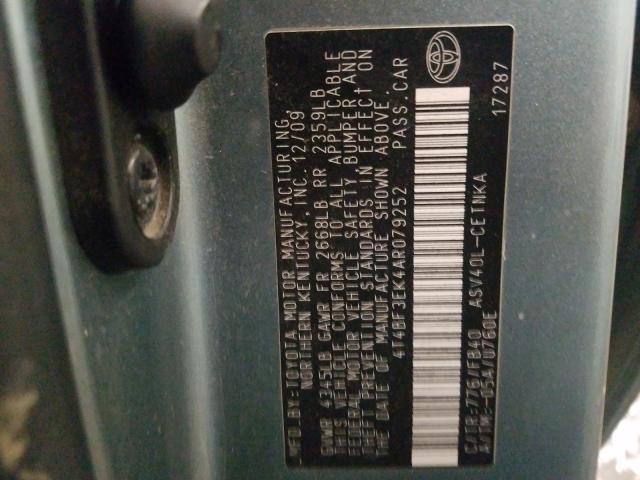 MFD.BY:TOYOTA MOTOR MANUFACTURING,
NORTHERN KENTUCKY, INC. 12/09
GVWR 4345LB GAWR FR 2668LB RR 2359LB
THIS VEHICLE CONFORMS TO ALL APPLICABLE
FEDERAL MOTOR VEHICLE SAFETY, BUMPER AND
THEFT PREVENTION STANDARDS IN EFFECT ON
THE DATE OF MANUFACTURE SHOWN ABOVE.
4T4BF3EK4AR079252 PASS.CAR
C/TR:776/FB40 ASV40L-CETNKA
A/TM:-05A/U760E 17287